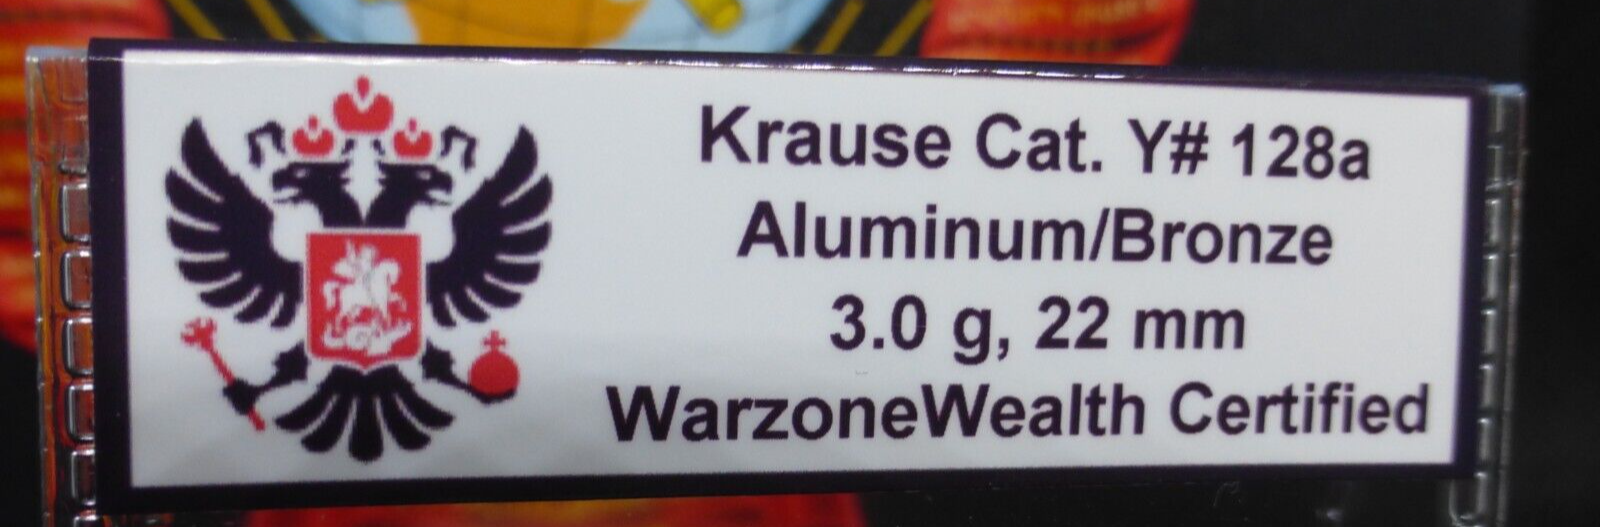 Krause Cat. Y# 128a
Aluminum/Bronze
3.0 g, 22 mm
WarzoneWealth Certified